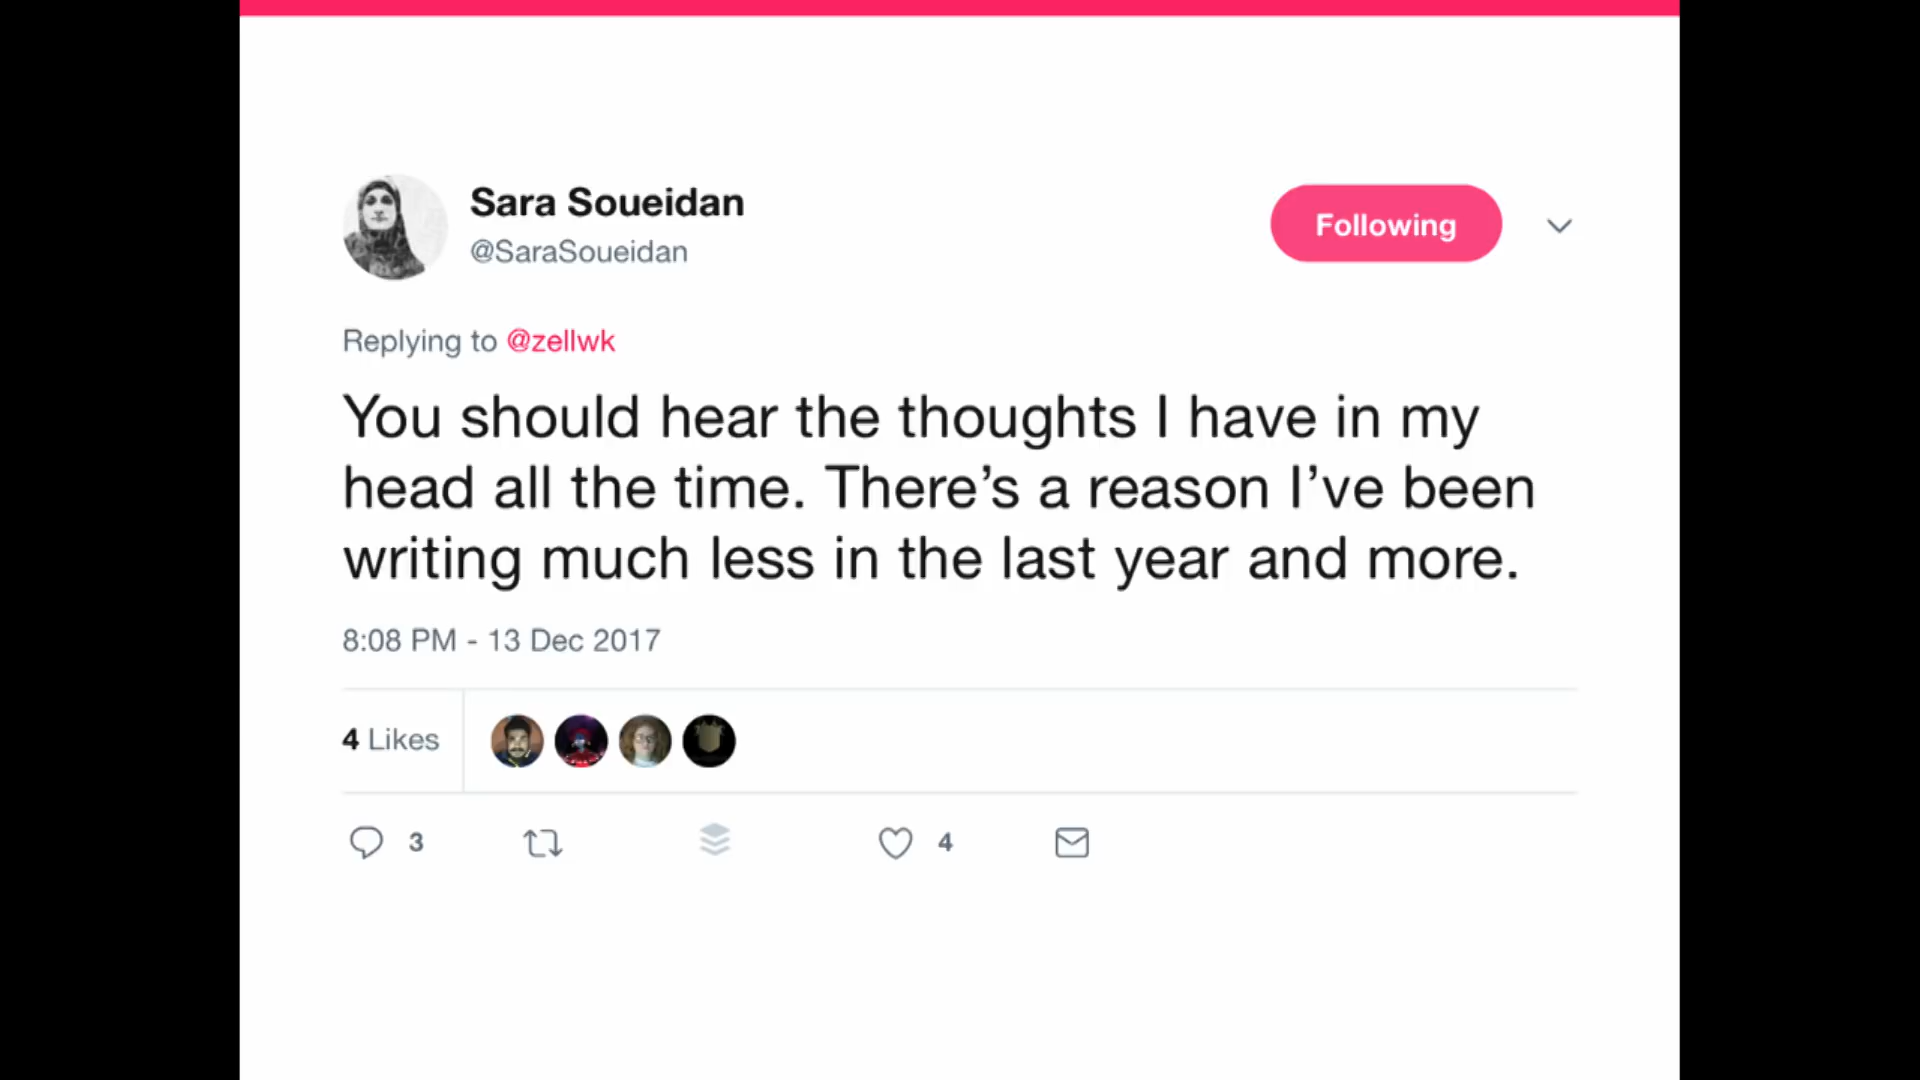 Sara Soueidan
@SaraSoueidan
Following
Replying to @zellwk
You should hear the thoughts I have in my
head all the time. There’s a reason I’ve been
writing much less in the last year and more.
8:08 PM - 13 Dec 2017
4 Likes
3
4